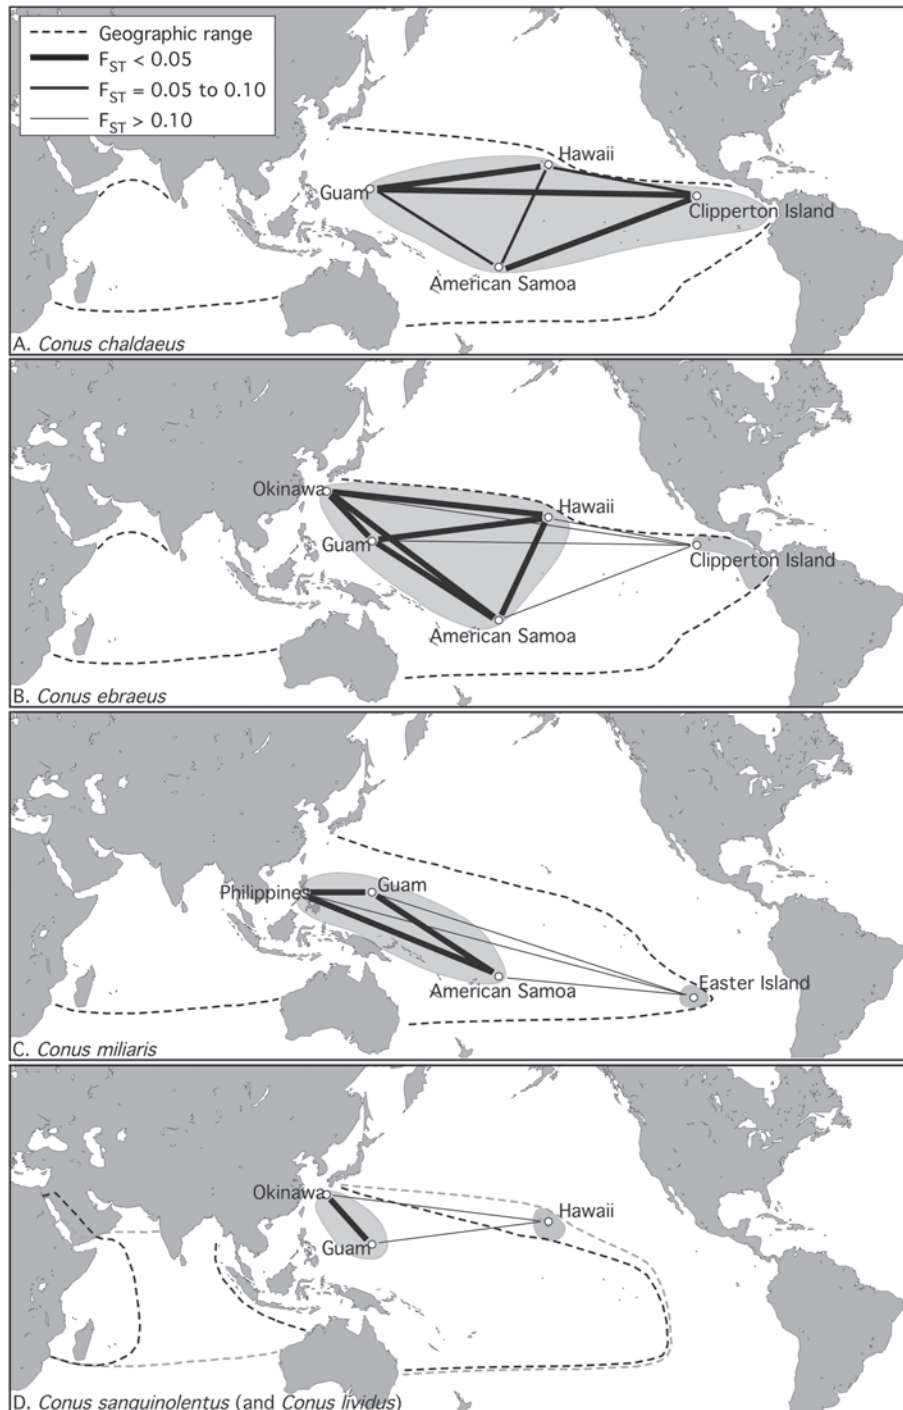 Geographic range
FST < 0.05
FST = 0.05 to 0.10
FST > 0.10
Hawaii
Guam
Clipperton Island
American Samoa
A. Conus chaldaeus
Okinawa
Hawaii
Guam
Clipperton Island
American Samoa
B. Conus ebraeus
Philippines
Guam
American Samoa
Easter Island
C. Conus miliaris
Okinawa
Hawaii
Guam
D. Conus sanguinolentus (and Conus lividus)